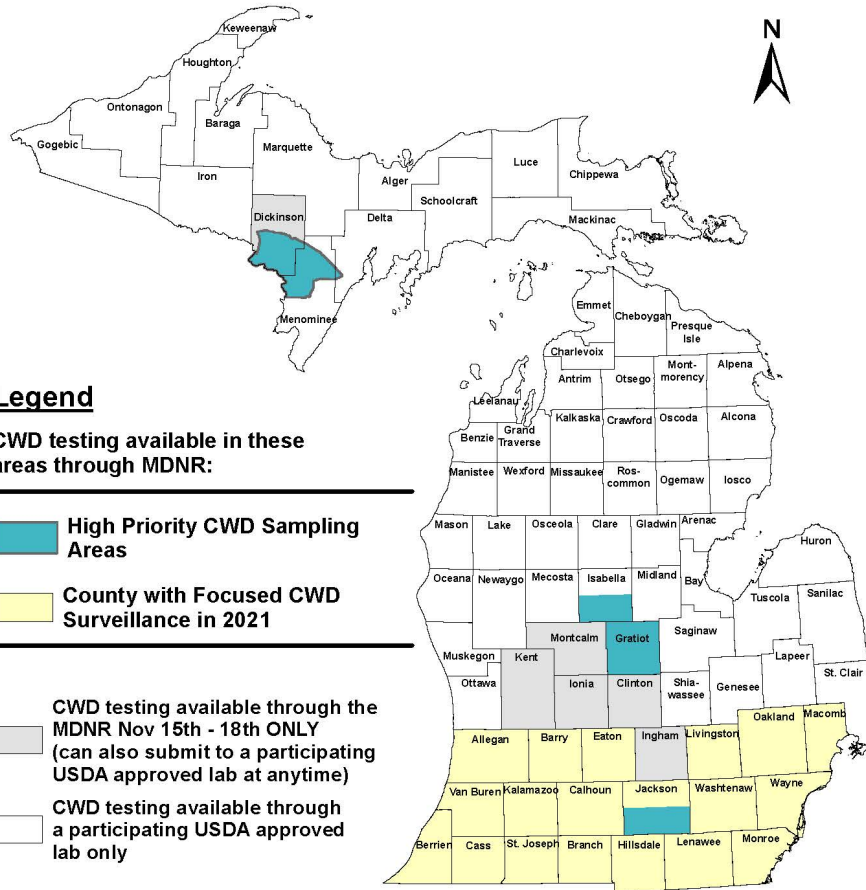 N
Keweenaw
Houghton
Ontonagon
Baraga
Gogebic
Marquette
Iron
Alger
Luce
Chippewa
Schoolcraft
Dickinson
Delta
Mackinac
Menominee
Emmet
Cheboygan
Presque
Isle
Charlevoix
Antrim
Otsego
Mont-
morency
Alpena
Leelanau
Kalkaska
Crawford
Oscoda
Alcona
Benzie
Grand
Traverse
Manistee
Wexford
Missaukee
Ros-
common
Ogemaw
Iosco
Mason
Lake
Osceola
Clare
Gladwin
Arenac
Huron
Oceana
Newaygo
Mecosta
Isabella
Midland
Bay
Tuscola
Sanilac
Muskegon
Montcalm
Gratiot
Saginaw
Kent
Lapeer
St. Clair
Ottawa
Ionia
Clinton
Shia-
wassee
Genesee
Allegan
Barry
Eaton
Ingham
Livingston
Oakland
Macomb
Van Buren
Kalamazoo
Calhoun
Jackson
Washtenaw
Wayne
Berrien
Cass
St. Joseph
Branch
Hillsdale
Lenawee
Monroe
Legend
CWD testing available in these
areas through MDNR:
High Priority CWD Sampling
Areas
County with Focused CWD
Surveillance in 2021
CWD testing available through the
MDNR Nov 15th - 18th ONLY
(can also submit to a participating
USDA approved lab at anytime)
CWD testing available through
a participating USDA approved
lab only